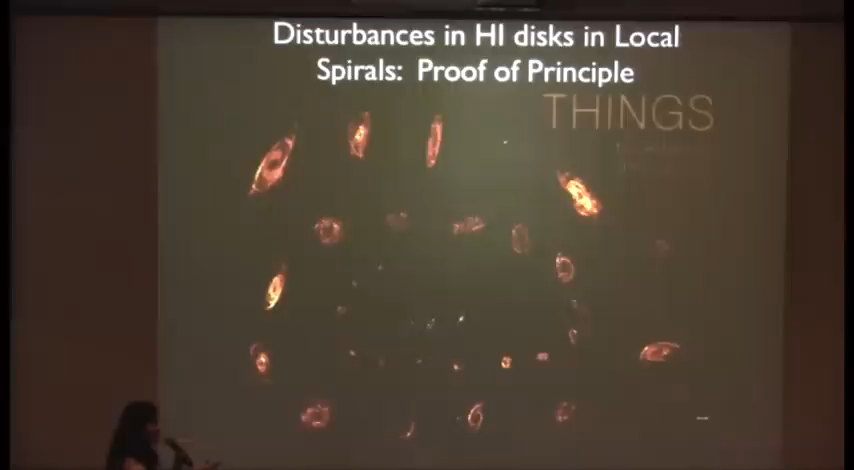 Disturbances in HI disks in Local
Spirals: Proof of Principle
THINGS